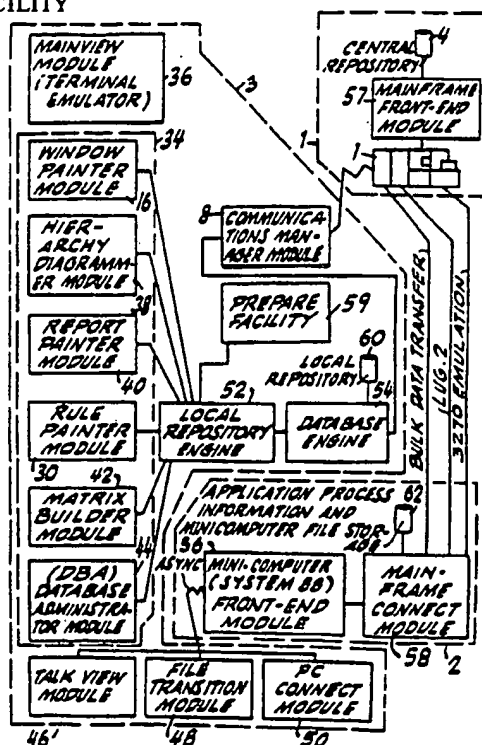 CILITY
MAINVIEW
MODULE
(TERMINAL
EMULATOR)
36
3
CENTRAL
REPOSITORY
4
57
MAINFRAME
FRONT-END
MODULE
1
1
34
WINDOW
PAINTER
MODULE
16
HIER-
ARCHY
DIAGRAMM-
ER MODULE
38
REPORT
PAINTER
MODULE
40
RULE
PAINTER
MODULE
30
42
MATRIX
BUILDER
MODULE
44
(DBA)
DATABASE
ADMINISTRA-
TOR MODULE
8
COMMUNICA-
TIONS MAN-
AGER MODULE
PREPARE
FACILITY
59
60
LOCAL
REPOSITORY
54
52
LOCAL
REPOSITORY
ENGINE
DATABASE
ENGINE
BULK DATA TRANSFER
LUG.2
3270 EMULATION
APPLICATION PROCESS
INFORMATION AND
MINICOMPUTER FILE STOR-
AGE
62
56
ASYNC
MINI-COMPUTER
(SYSTEM 88)
FRONT-END
MODULE
MAIN-
FRAME
CONNECT
MODULE
58
2
TALK VIEW
MODULE
46'
FILE
TRANSITION
MODULE
48
PC
CONNECT
MODULE
50